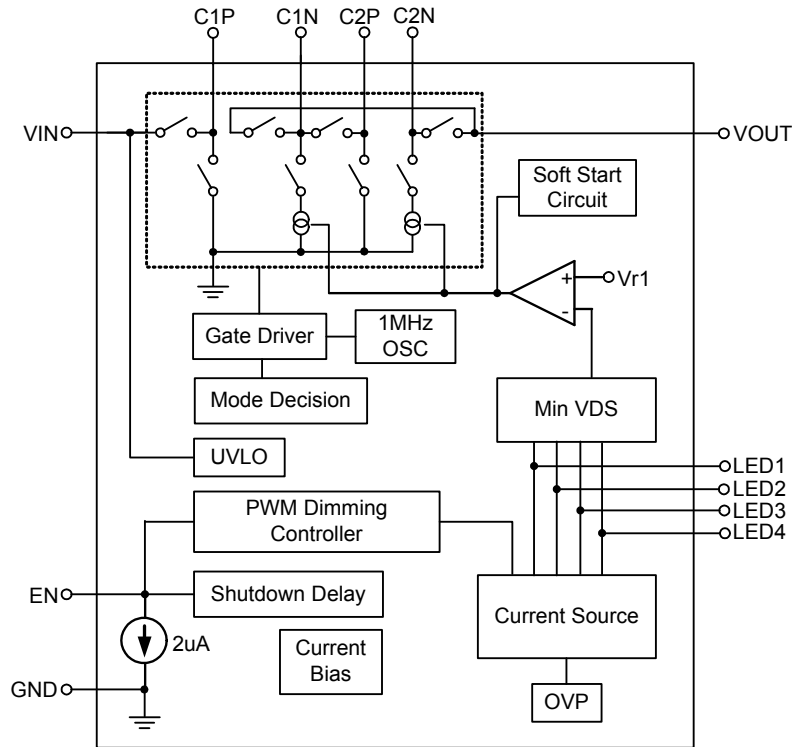 C1P
C1N
C2P
C2N
VIN
VOUT
Soft Start
Circuit
+
Vr1
-
Gate Driver
1MHz
OSC
Mode Decision
Min VDS
UVLO
LED1
LED2
LED3
LED4
PWM Dimming
Controller
EN
Shutdown Delay
Current Source
2uA
Current
Bias
GND
OVP